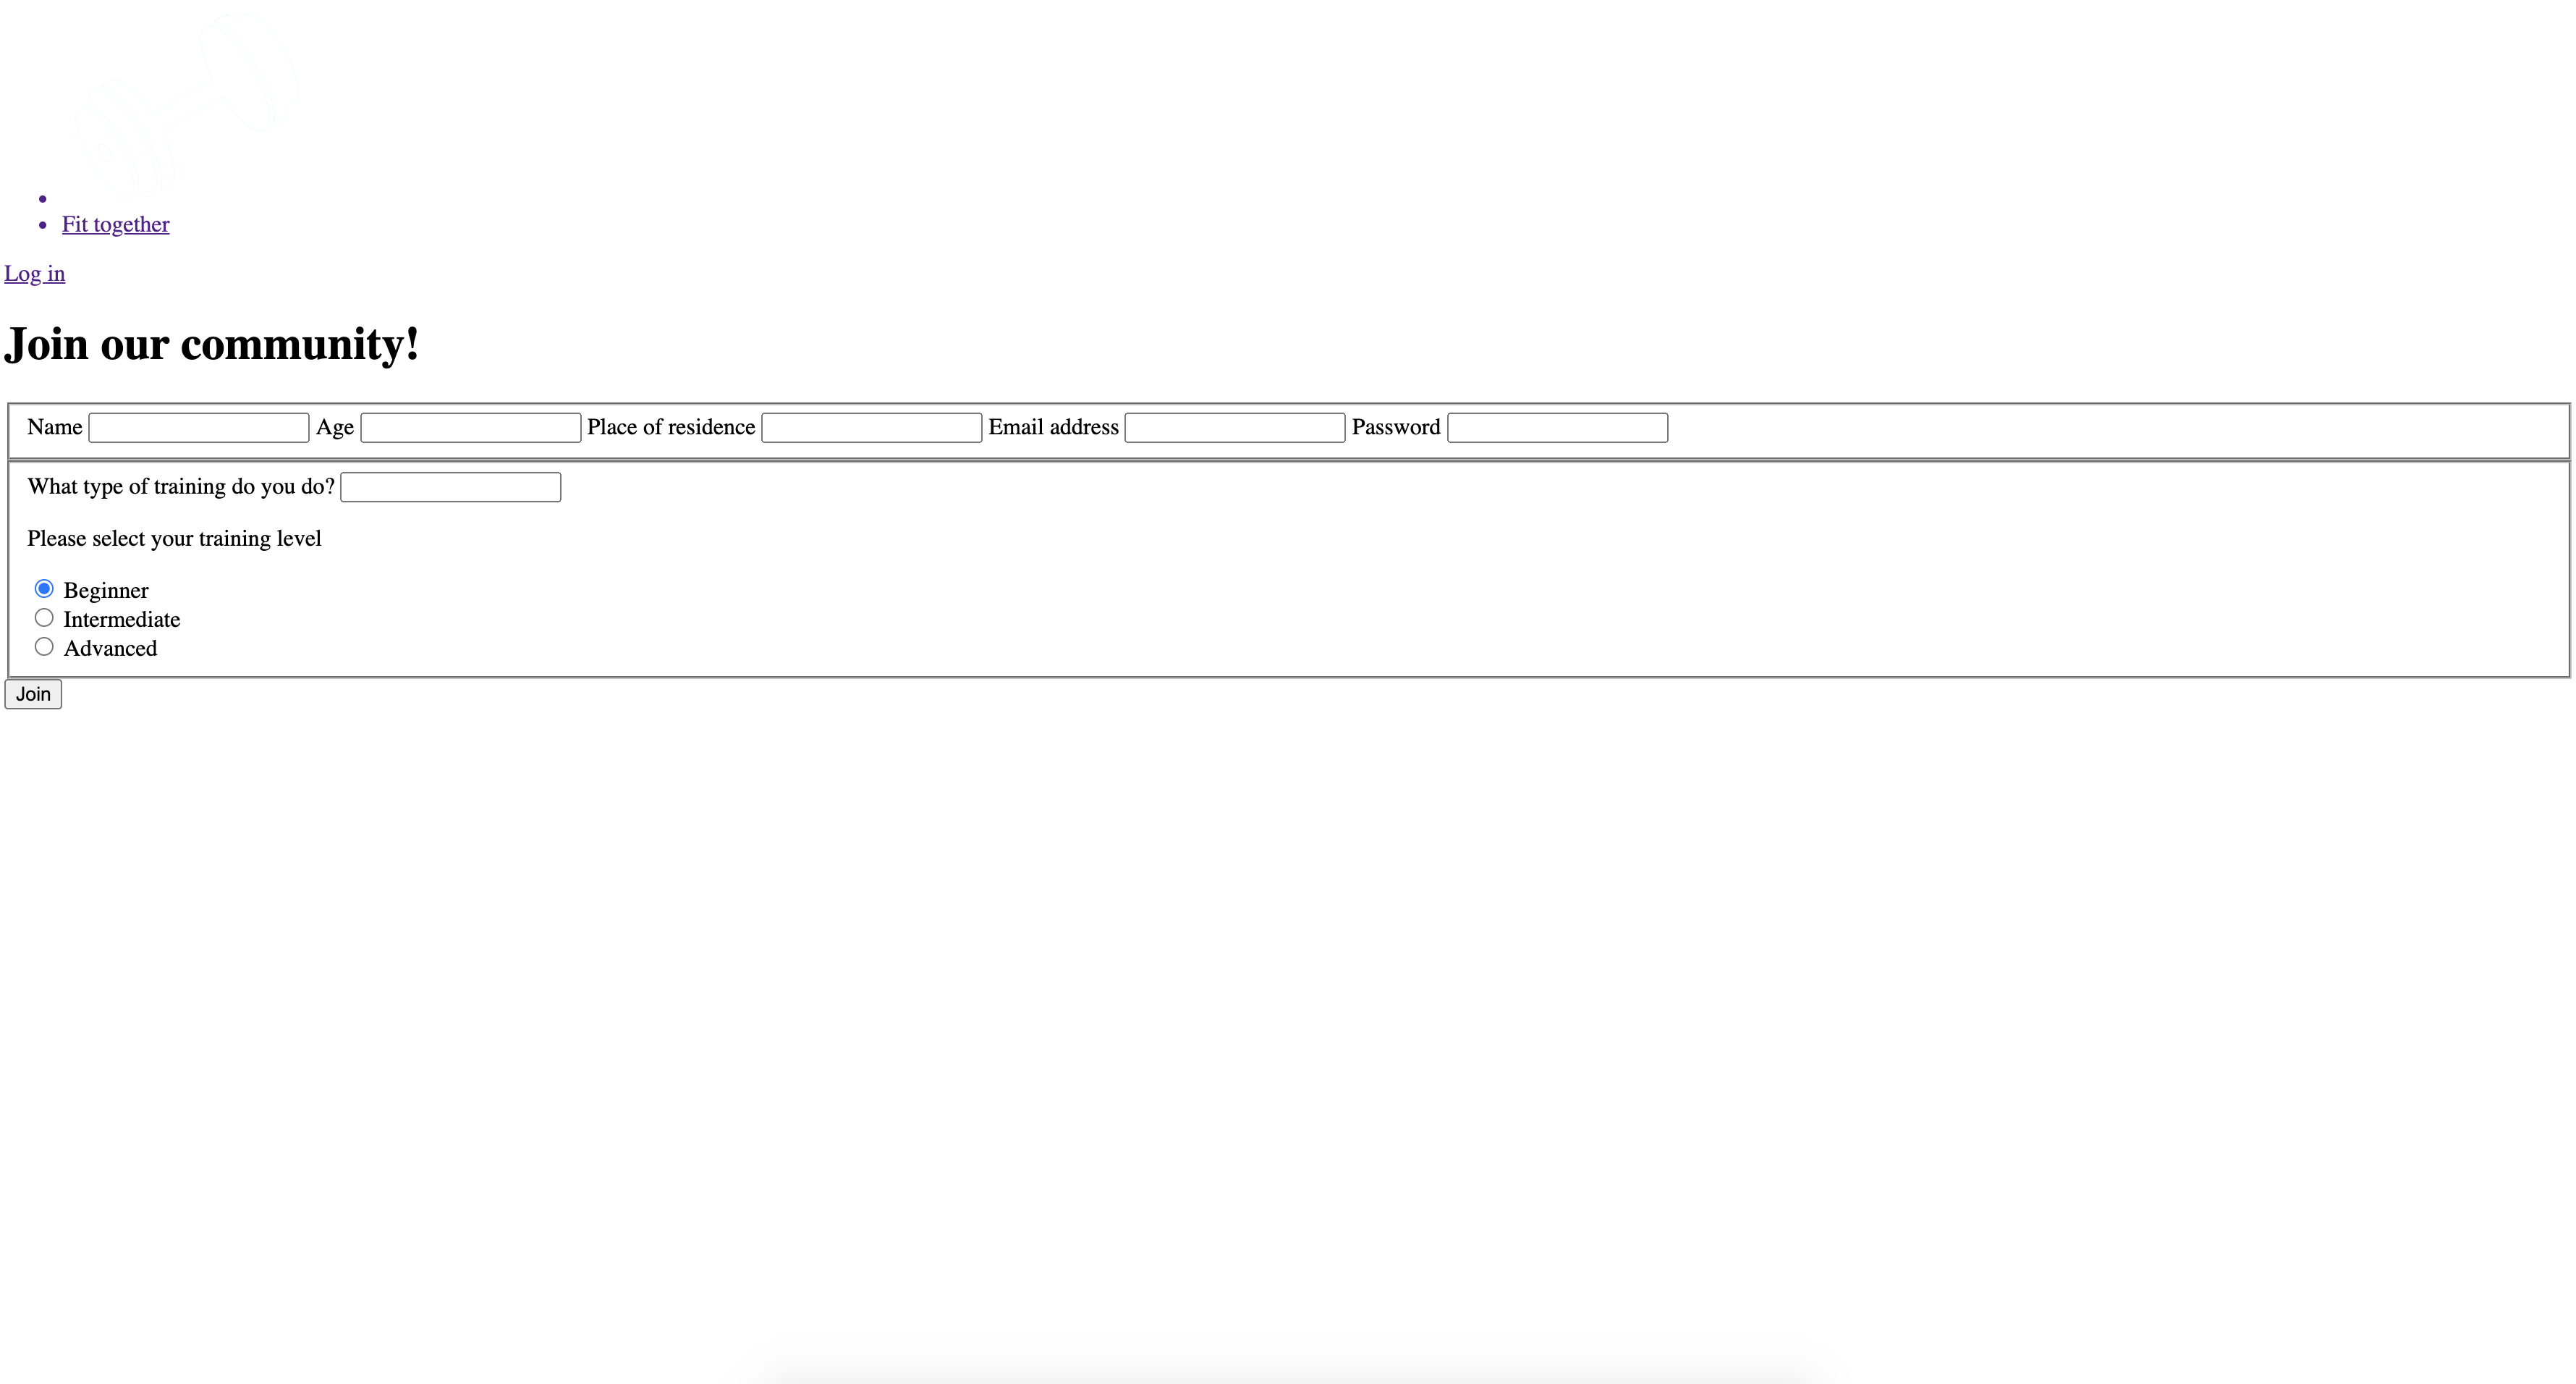 Fit together
Log in
Join our community!
Name Age Place of residence Email address Password
What type of training do you do?
Please select your training level
Beginner
Intermediate
Advanced
Join